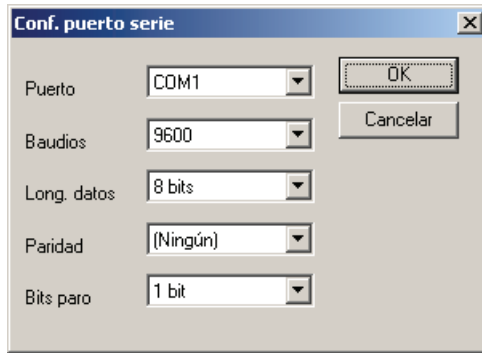 Conf. puerto serie
Puerto COM1 OK
Baudios 9600 Cancelar
Long. datos 8 bits
Paridad (Ningún)
Bits paro 1 bit